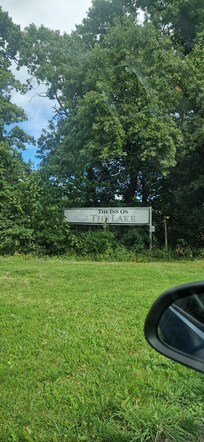 THE INN ON
THE LAKE